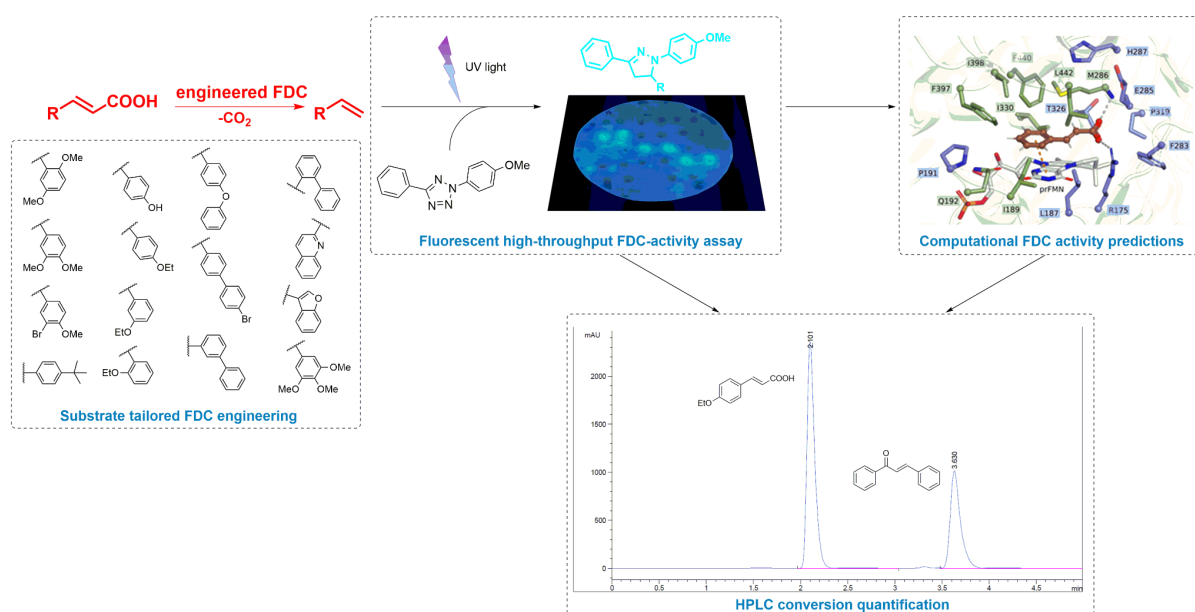 R
COOH
engineered FDC
-CO2
R
OMe
MeO
OH
O
N
MeO
OMe
OEt
Br
OMe
EtO
Br
O
EtO
OMe
MeO
OMe
Substrate tailored FDC engineering
UV light
N
N
OMe
R
N
N
N
N
OMe
Fluorescent high-throughput FDC-activity assay
I398
F440
H287
L442
M286
F397
I330
T326
E285
P319
P191
F283
prFMN
Q192
I189
L187
R175
Computational FDC activity predictions
mAU
2000
1500
1000
500
0
2.101
3.630
EtO
COOH
O
0
0.5
1
1.5
2
2.5
3
3.5
4
4.5
min
HPLC conversion quantification